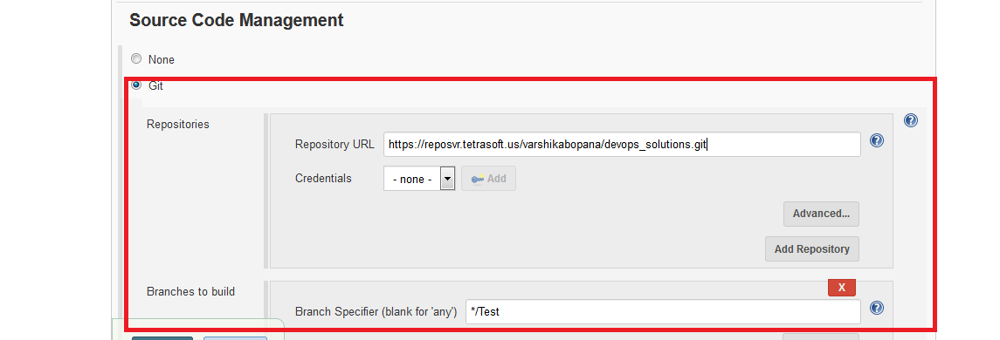 Source Code Management
None
Git
Repositories
Repository URL https://reposvr.tetrasoft.us/varshikabopana/devops_solutions.git
Credentials - none - Add
Advanced...
Add Repository
Branches to build
X
Branch Specifier (blank for 'any') */Test